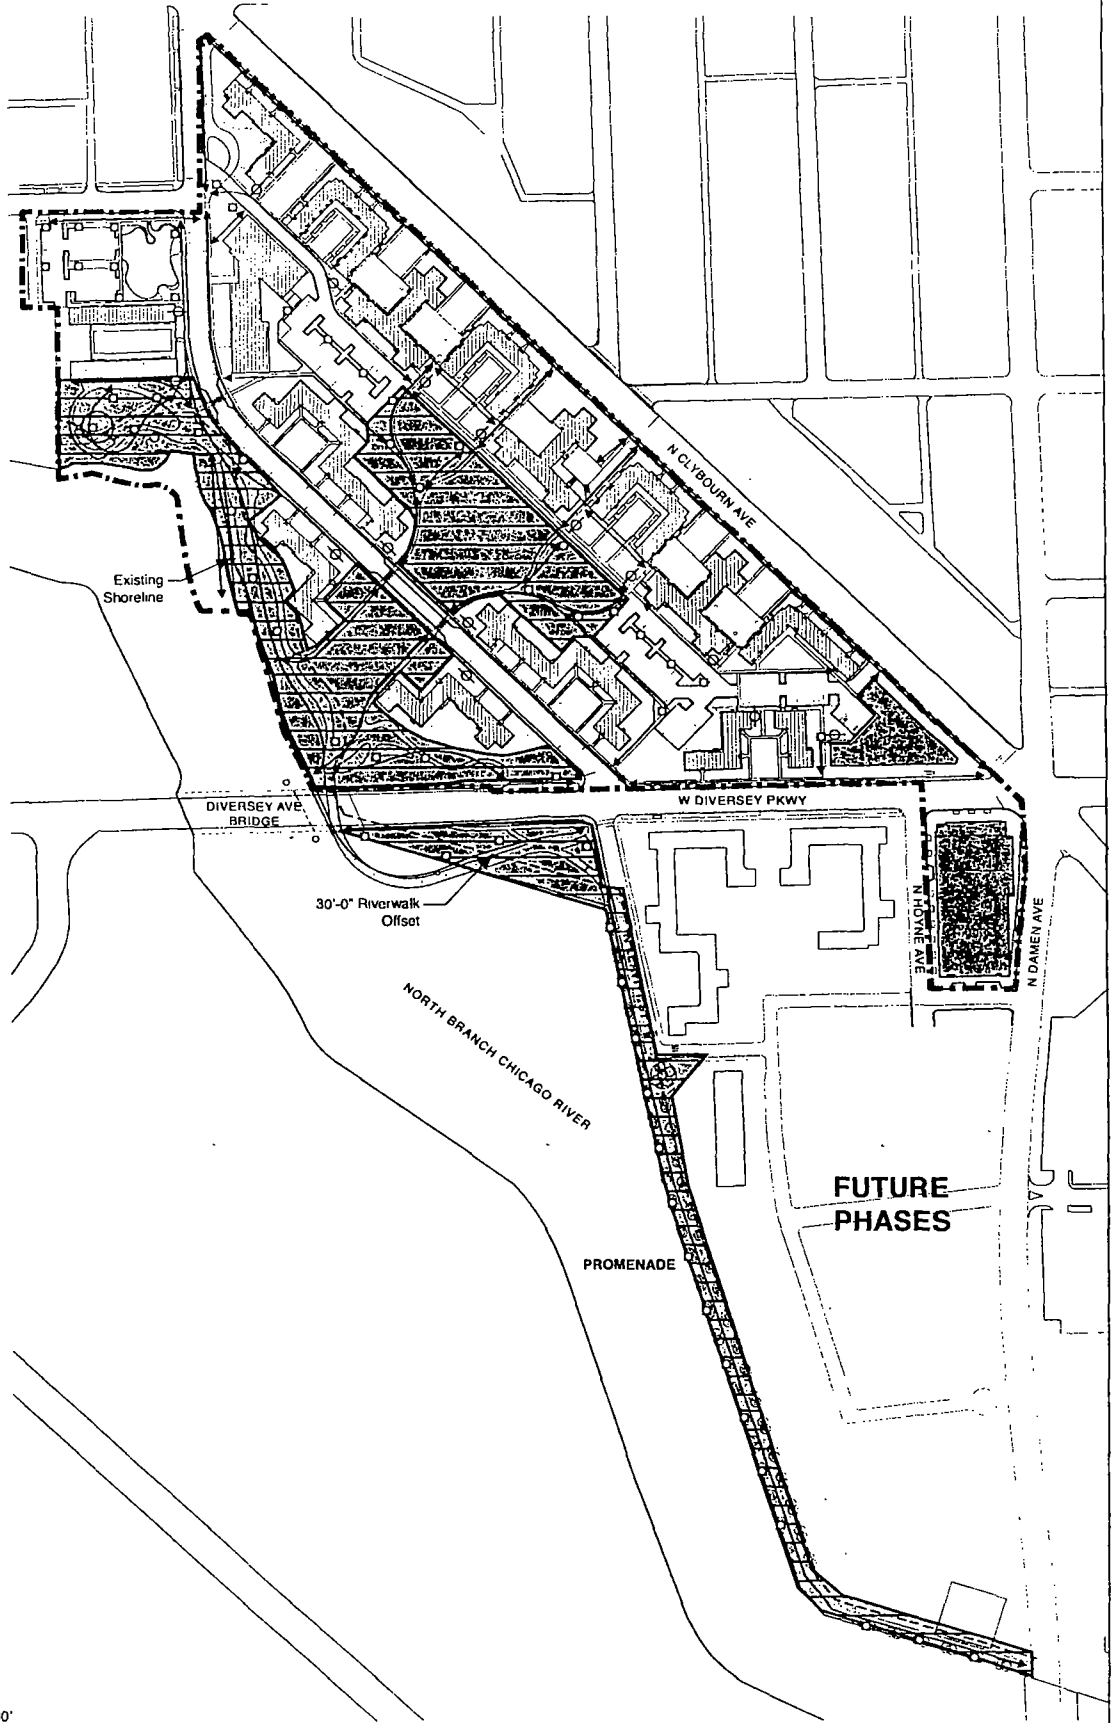 N CLYBOURN AVE
Existing
Shoreline
DIVERSEY AVE
BRIDGE
W DIVERSEY PKWY
30'-0" Riverwalk
Offset
N HOYNE AVE
N DAMEN AVE
NORTH BRANCH CHICAGO RIVER
FUTURE
PHASES
PROMENADE
0'